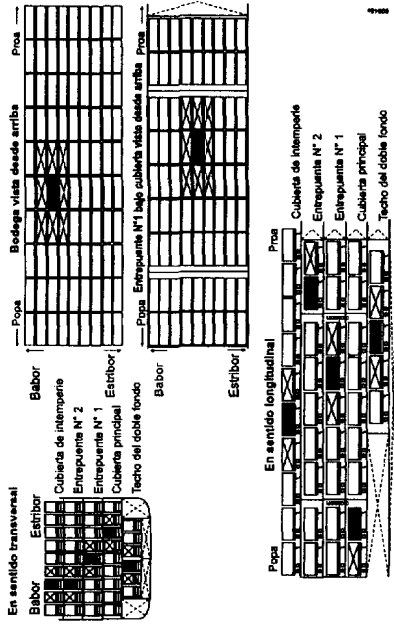 En sentido transversal
Babor Estribor
Cubierta de intemperie
Entrepuente N° 2
Entrepuente N° 1
Cubierta principal
Techo del doble fondo
Bodega vista desde arriba
Popa Proa
Babor
Estribor
Entrepuente N° 1 bajo cubierta vista desde arriba
Popa Proa
Babor
Estribor
En sentido longitudinal
Popa Proa
Cubierta de intemperie
Entrepuente N° 2
Entrepuente N° 1
Cubierta principal
Techo del doble fondo